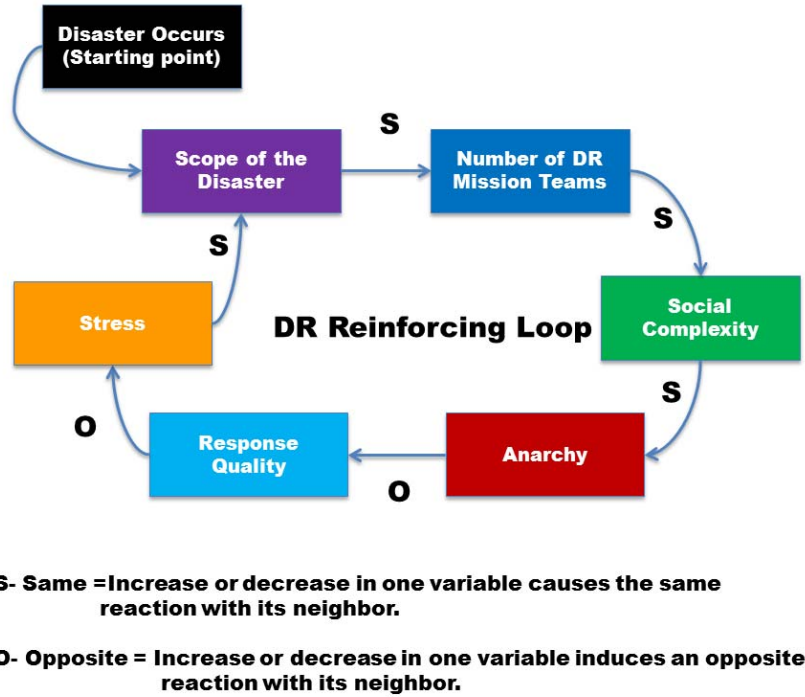 Disaster Occurs
(Starting point)
S
Scope of the
Disaster
Number of DR
Mission Teams
S
S
Stress
DR Reinforcing Loop
Social
Complexity
S
O
Response
Quality
Anarchy
O
S- Same =Increase or decrease in one variable causes the same
reaction with its neighbor.
O- Opposite = Increase or decrease in one variable induces an opposite
reaction with its neighbor.